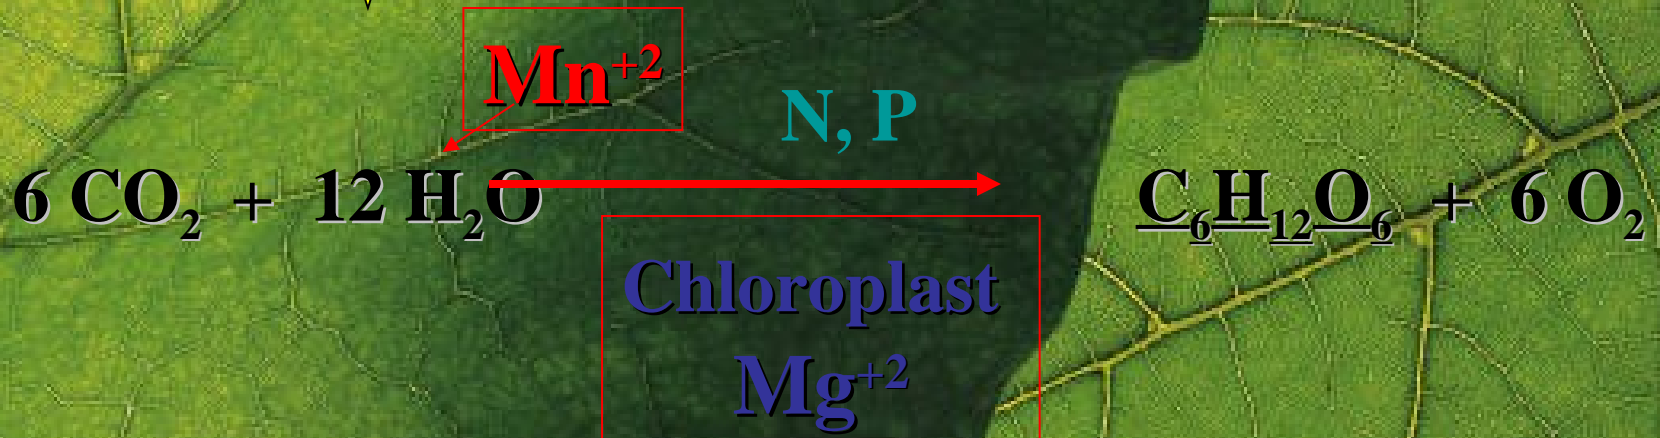 Mn⁺²
N, P
6 CO₂ + 12 H₂O C₆H₁₂O₆ + 6 O₂
Chloroplast
Mg⁺²